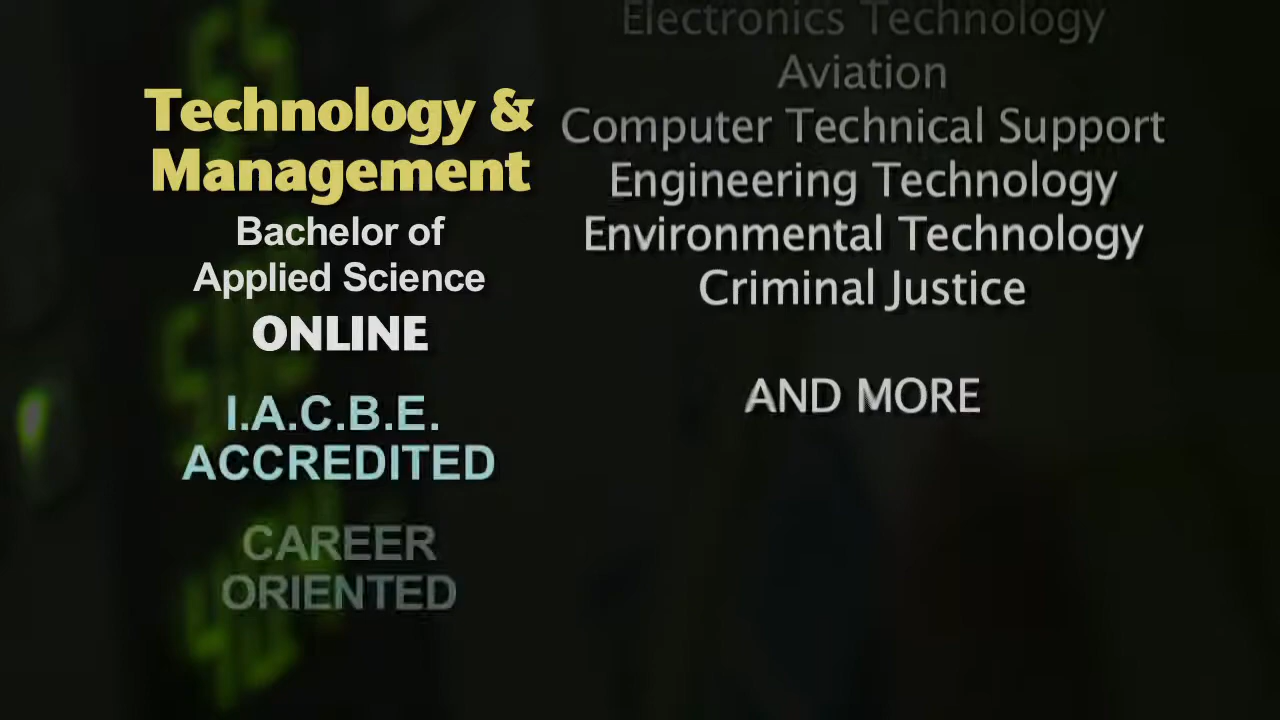 Technology &
Management
Bachelor of
Applied Science
ONLINE
I.A.C.B.E.
ACCREDITED
CAREER
ORIENTED
Electronics Technology
Aviation
Computer Technical Support
Engineering Technology
Environmental Technology
Criminal Justice
AND MORE